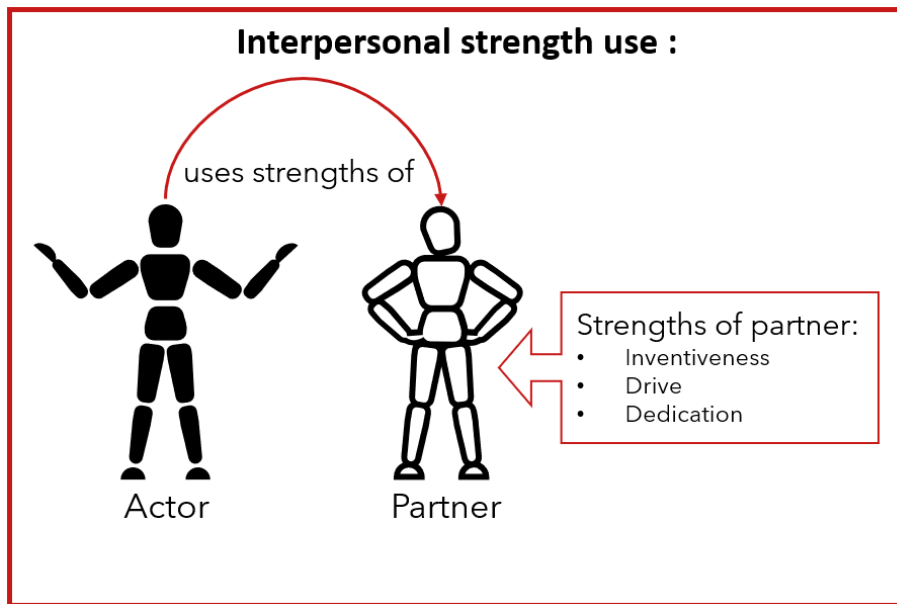 Interpersonal strength use :
uses strengths of
Strengths of partner:
• Inventiveness
• Drive
• Dedication
Actor
Partner